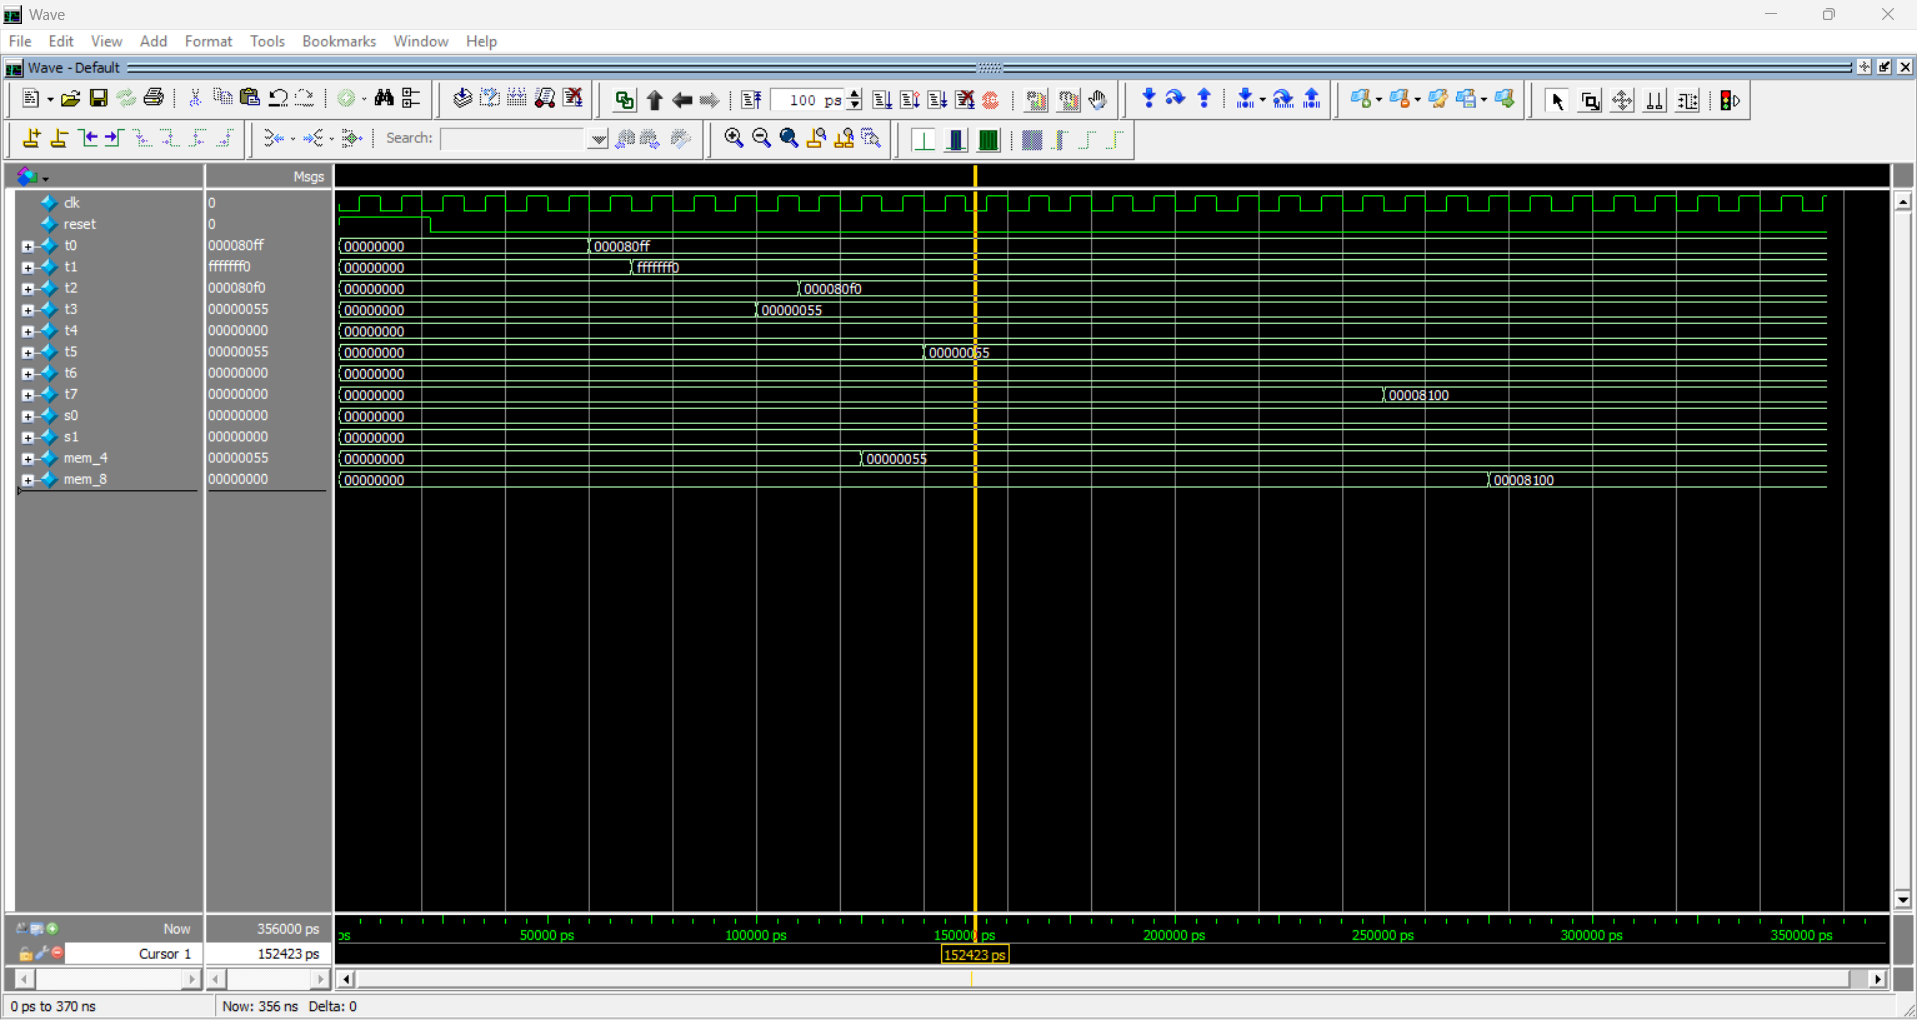 Wave
File Edit View Add Format Tools Bookmarks Window Help
Wave - Default
100 ps
Search:
Msgs
clk 0
reset 0
t0 000080ff 00000000 000080ff
t1 fffffff0 00000000 fffffff0
t2 000080f0 00000000 000080f0
t3 00000055 00000000 00000055
t4 00000000 00000000
t5 00000055 00000000 00000055
t6 00000000 00000000
t7 00000000 00000000 00008100
s0 00000000 00000000
s1 00000000 00000000
mem_4 00000055 00000000 00000055
mem_8 00000000 00000000 00008100
Now 356000 ps ps 50000 ps 100000 ps 150000 ps 200000 ps 250000 ps 300000 ps 350000 ps
Cursor 1 152423 ps 152423 ps
0 ps to 370 ns Now: 356 ns Delta: 0